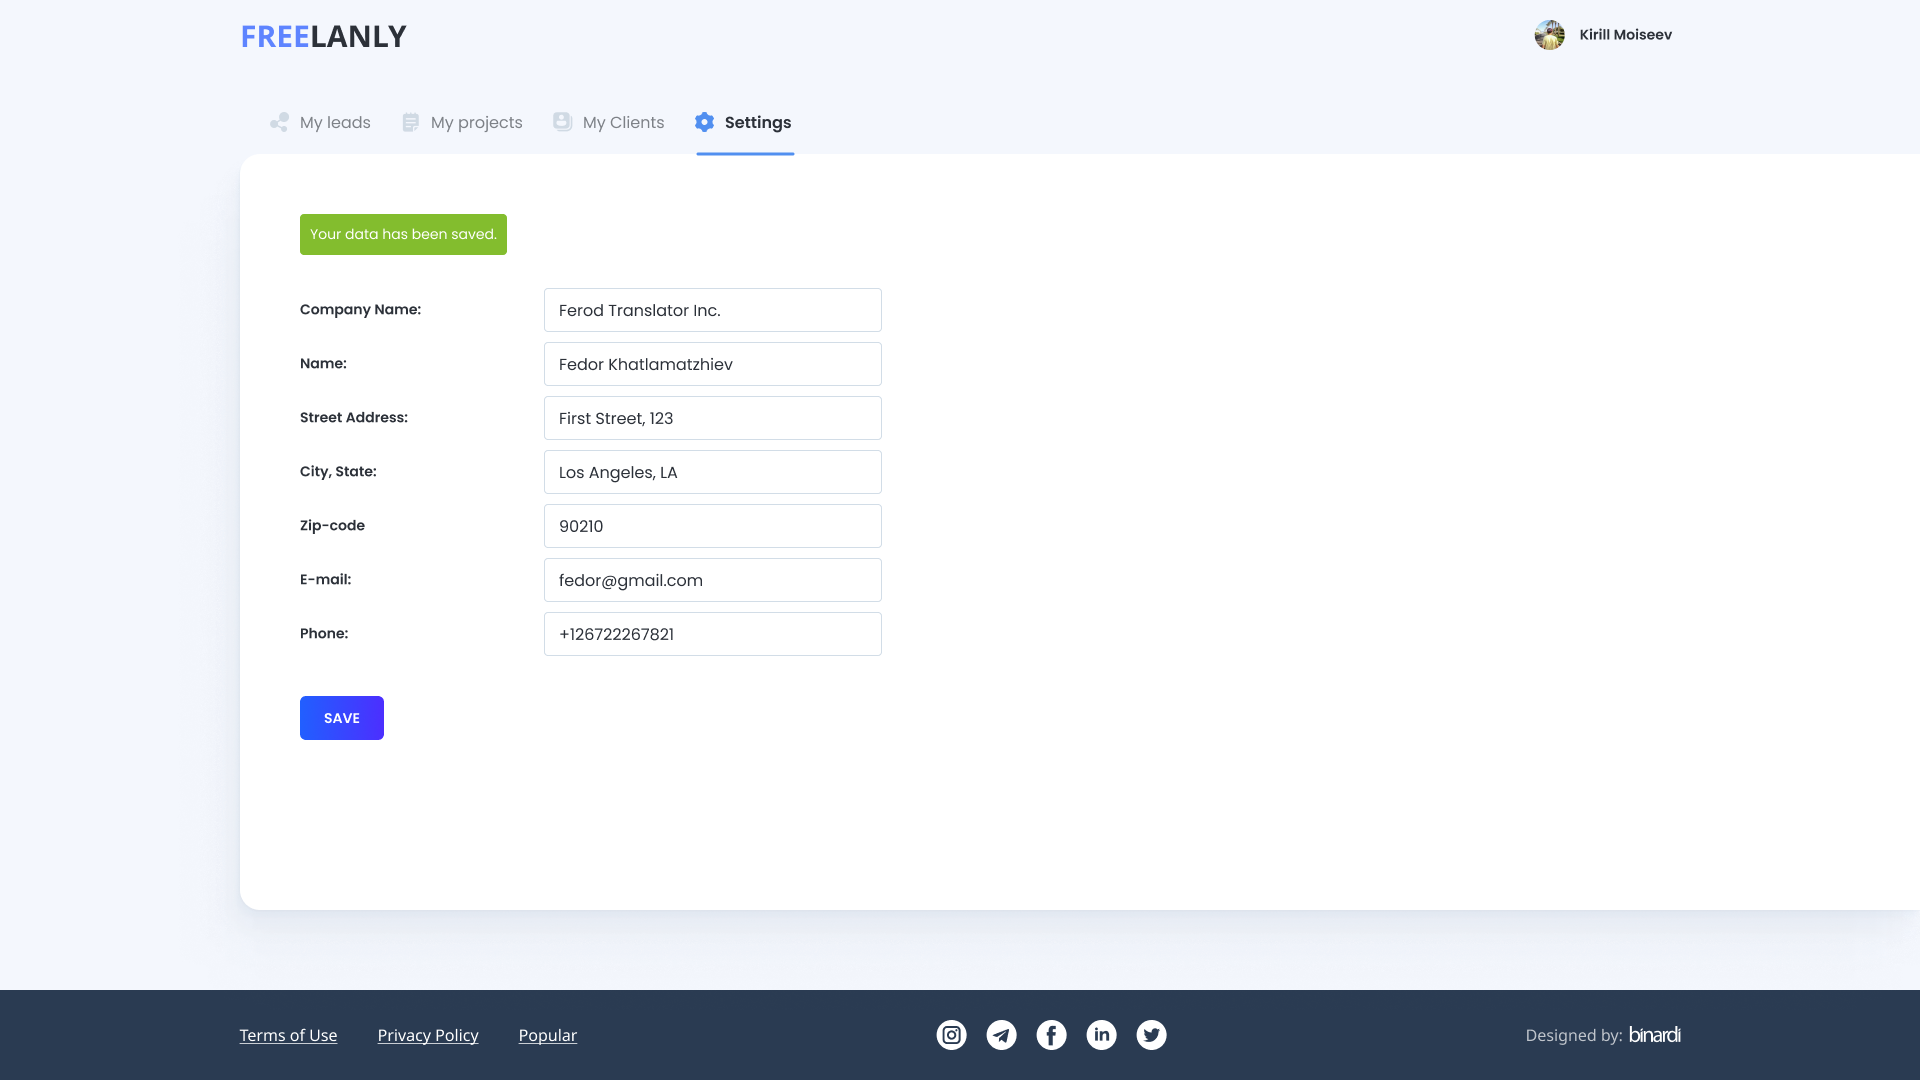 FREELANLY
Kirill Moiseev
My leads
My projects
My Clients
Settings
Your data has been saved.
Company Name:
Ferod Translator Inc.
Name:
Fedor Khatlamatzhiev
Street Address:
First Street, 123
City, State:
Los Angeles, LA
Zip-code
90210
E-mail:
fedor@gmail.com
Phone:
+126722267821
SAVE
Terms of Use
Privacy Policy
Popular
Designed by: binardi